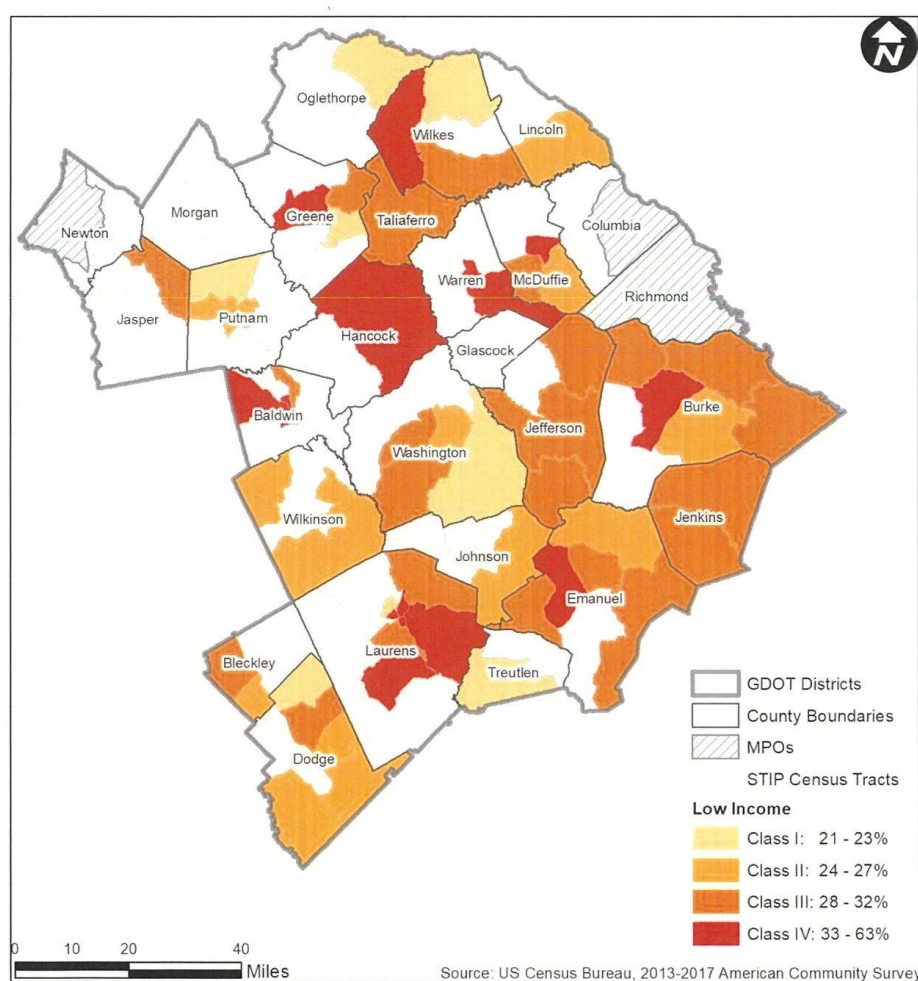 N
Oglethorpe
Wilkes
Lincoln
Newton
Morgan
Greene
Taliaferro
Columbia
Warren
McDuffie
Richmond
Jasper
Putnam
Hancock
Glascock
Baldwin
Burke
Jefferson
Washington
Wilkinson
Jenkins
Johnson
Emanuel
Laurens
Bleckley
Treutlen
Dodge
GDOT Districts
County Boundaries
MPOs
STIP Census Tracts
Low Income
Class I: 21 - 23%
Class II: 24 - 27%
Class III: 28 - 32%
Class IV: 33 - 63%
0 10 20 40
Miles
Source: US Census Bureau, 2013-2017 American Community Survey